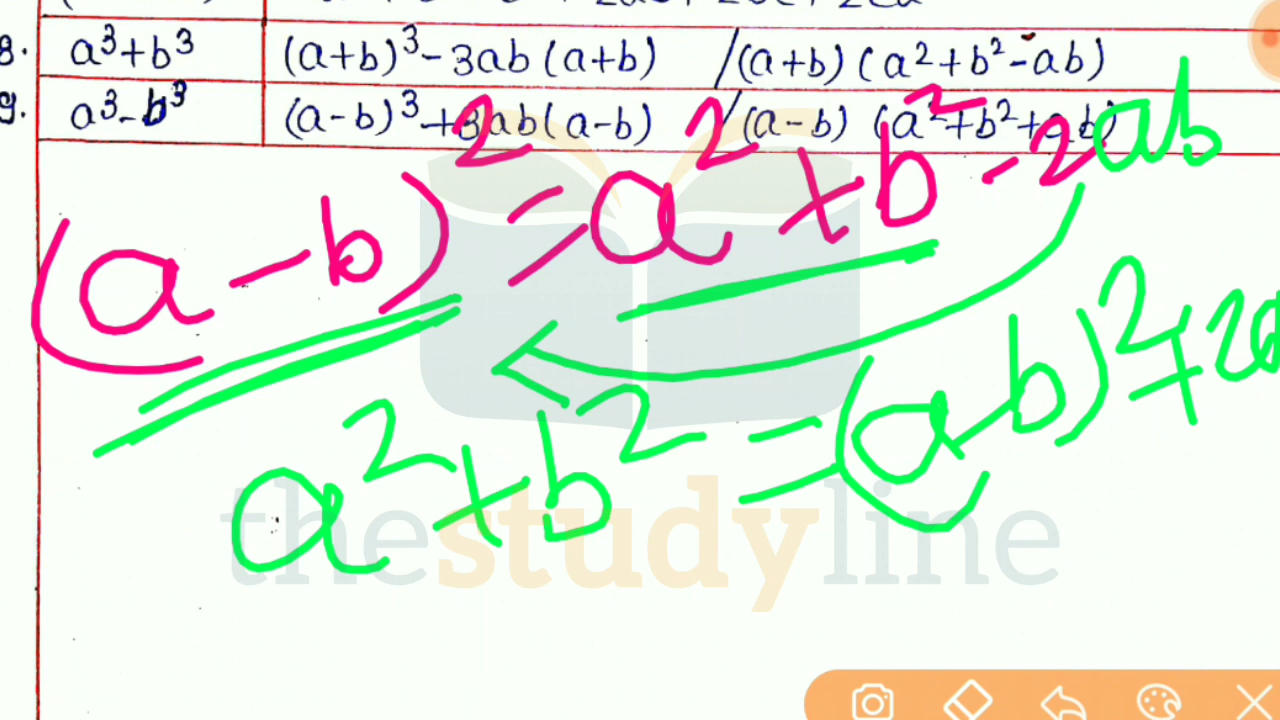 8. a³+b³ (a+b)³-3ab(a+b) /(a+b)(a²+b²-ab)
9. a³-b³ (a-b)³+3ab(a-b) /(a-b) (a²+b²+ab)
(a-b)² = a²+b²-2ab
a²+b² = (a-b)²+2a
thestudyline